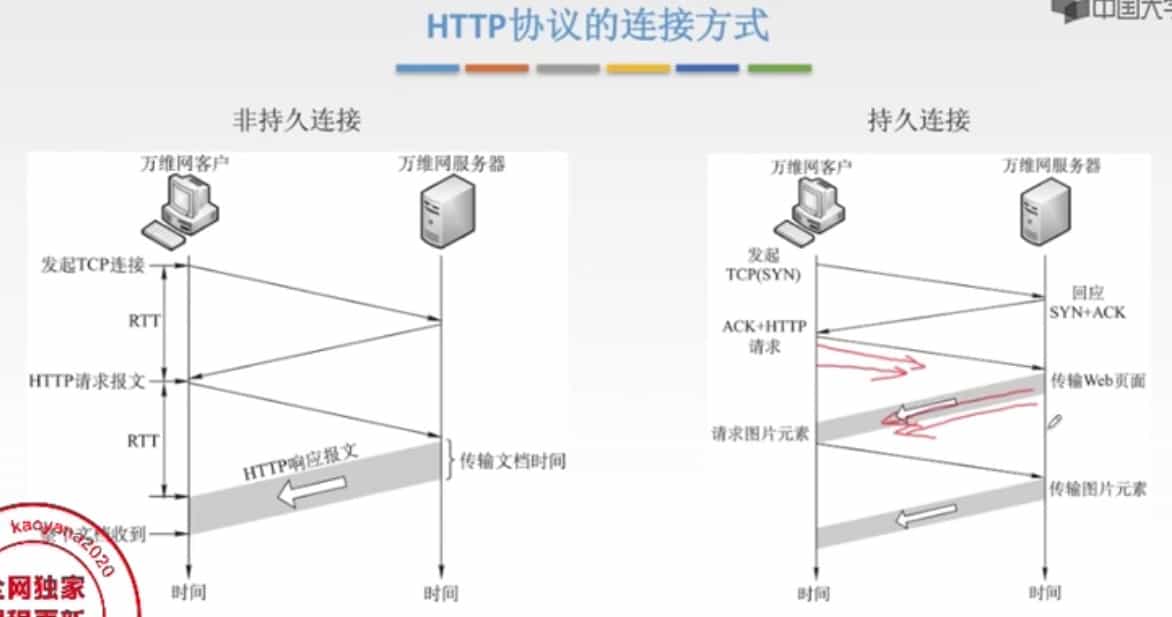 HTTP协议的连接方式
中国大学
非持久连接
万维网客户
万维网服务器
发起TCP连接
RTT
HTTP请求报文
RTT
HTTP响应报文
传输文档时间
文档收到
时间
时间
持久连接
万维网客户
万维网服务器
发起
TCP(SYN)
回应
SYN+ACK
ACK+HTTP
请求
传输Web页面
请求图片元素
传输图片元素
时间
时间
kaoyana2020
全网独家